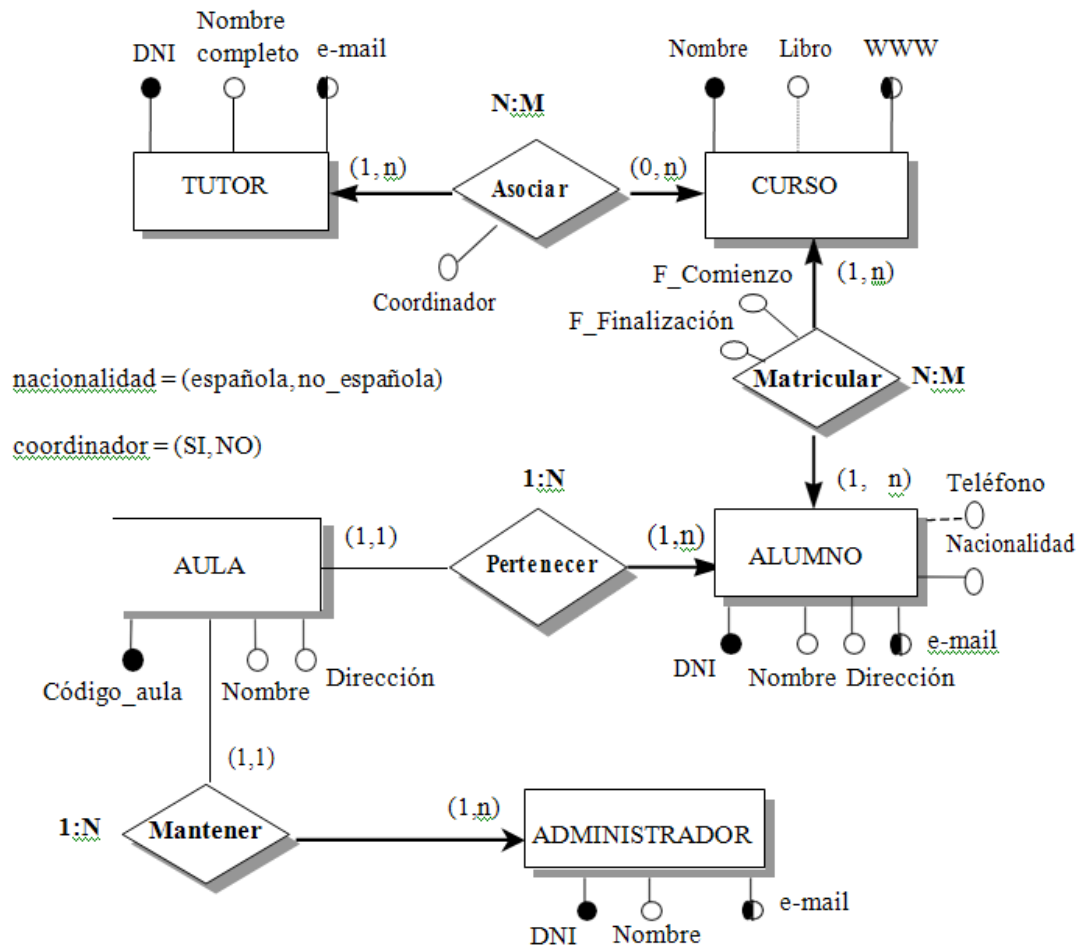 Nombre
completo
DNI
e-mail
Nombre
Libro
WWW
N:M
TUTOR
(1, n)
Asociar
(0, n)
CURSO
Coordinador
F_Comienzo
(1, n)
F_Finalización
nacionalidad = (española, no_española)
Matricular
N:M
coordinador = (SI, NO)
1:N
(1, n)
Teléfono
AULA
(1,1)
Pertenecer
(1,n)
ALUMNO
Nacionalidad
Código_aula
Nombre
Dirección
DNI
Nombre
Dirección
e-mail
(1,1)
1:N
Mantener
(1,n)
ADMINISTRADOR
DNI
Nombre
e-mail